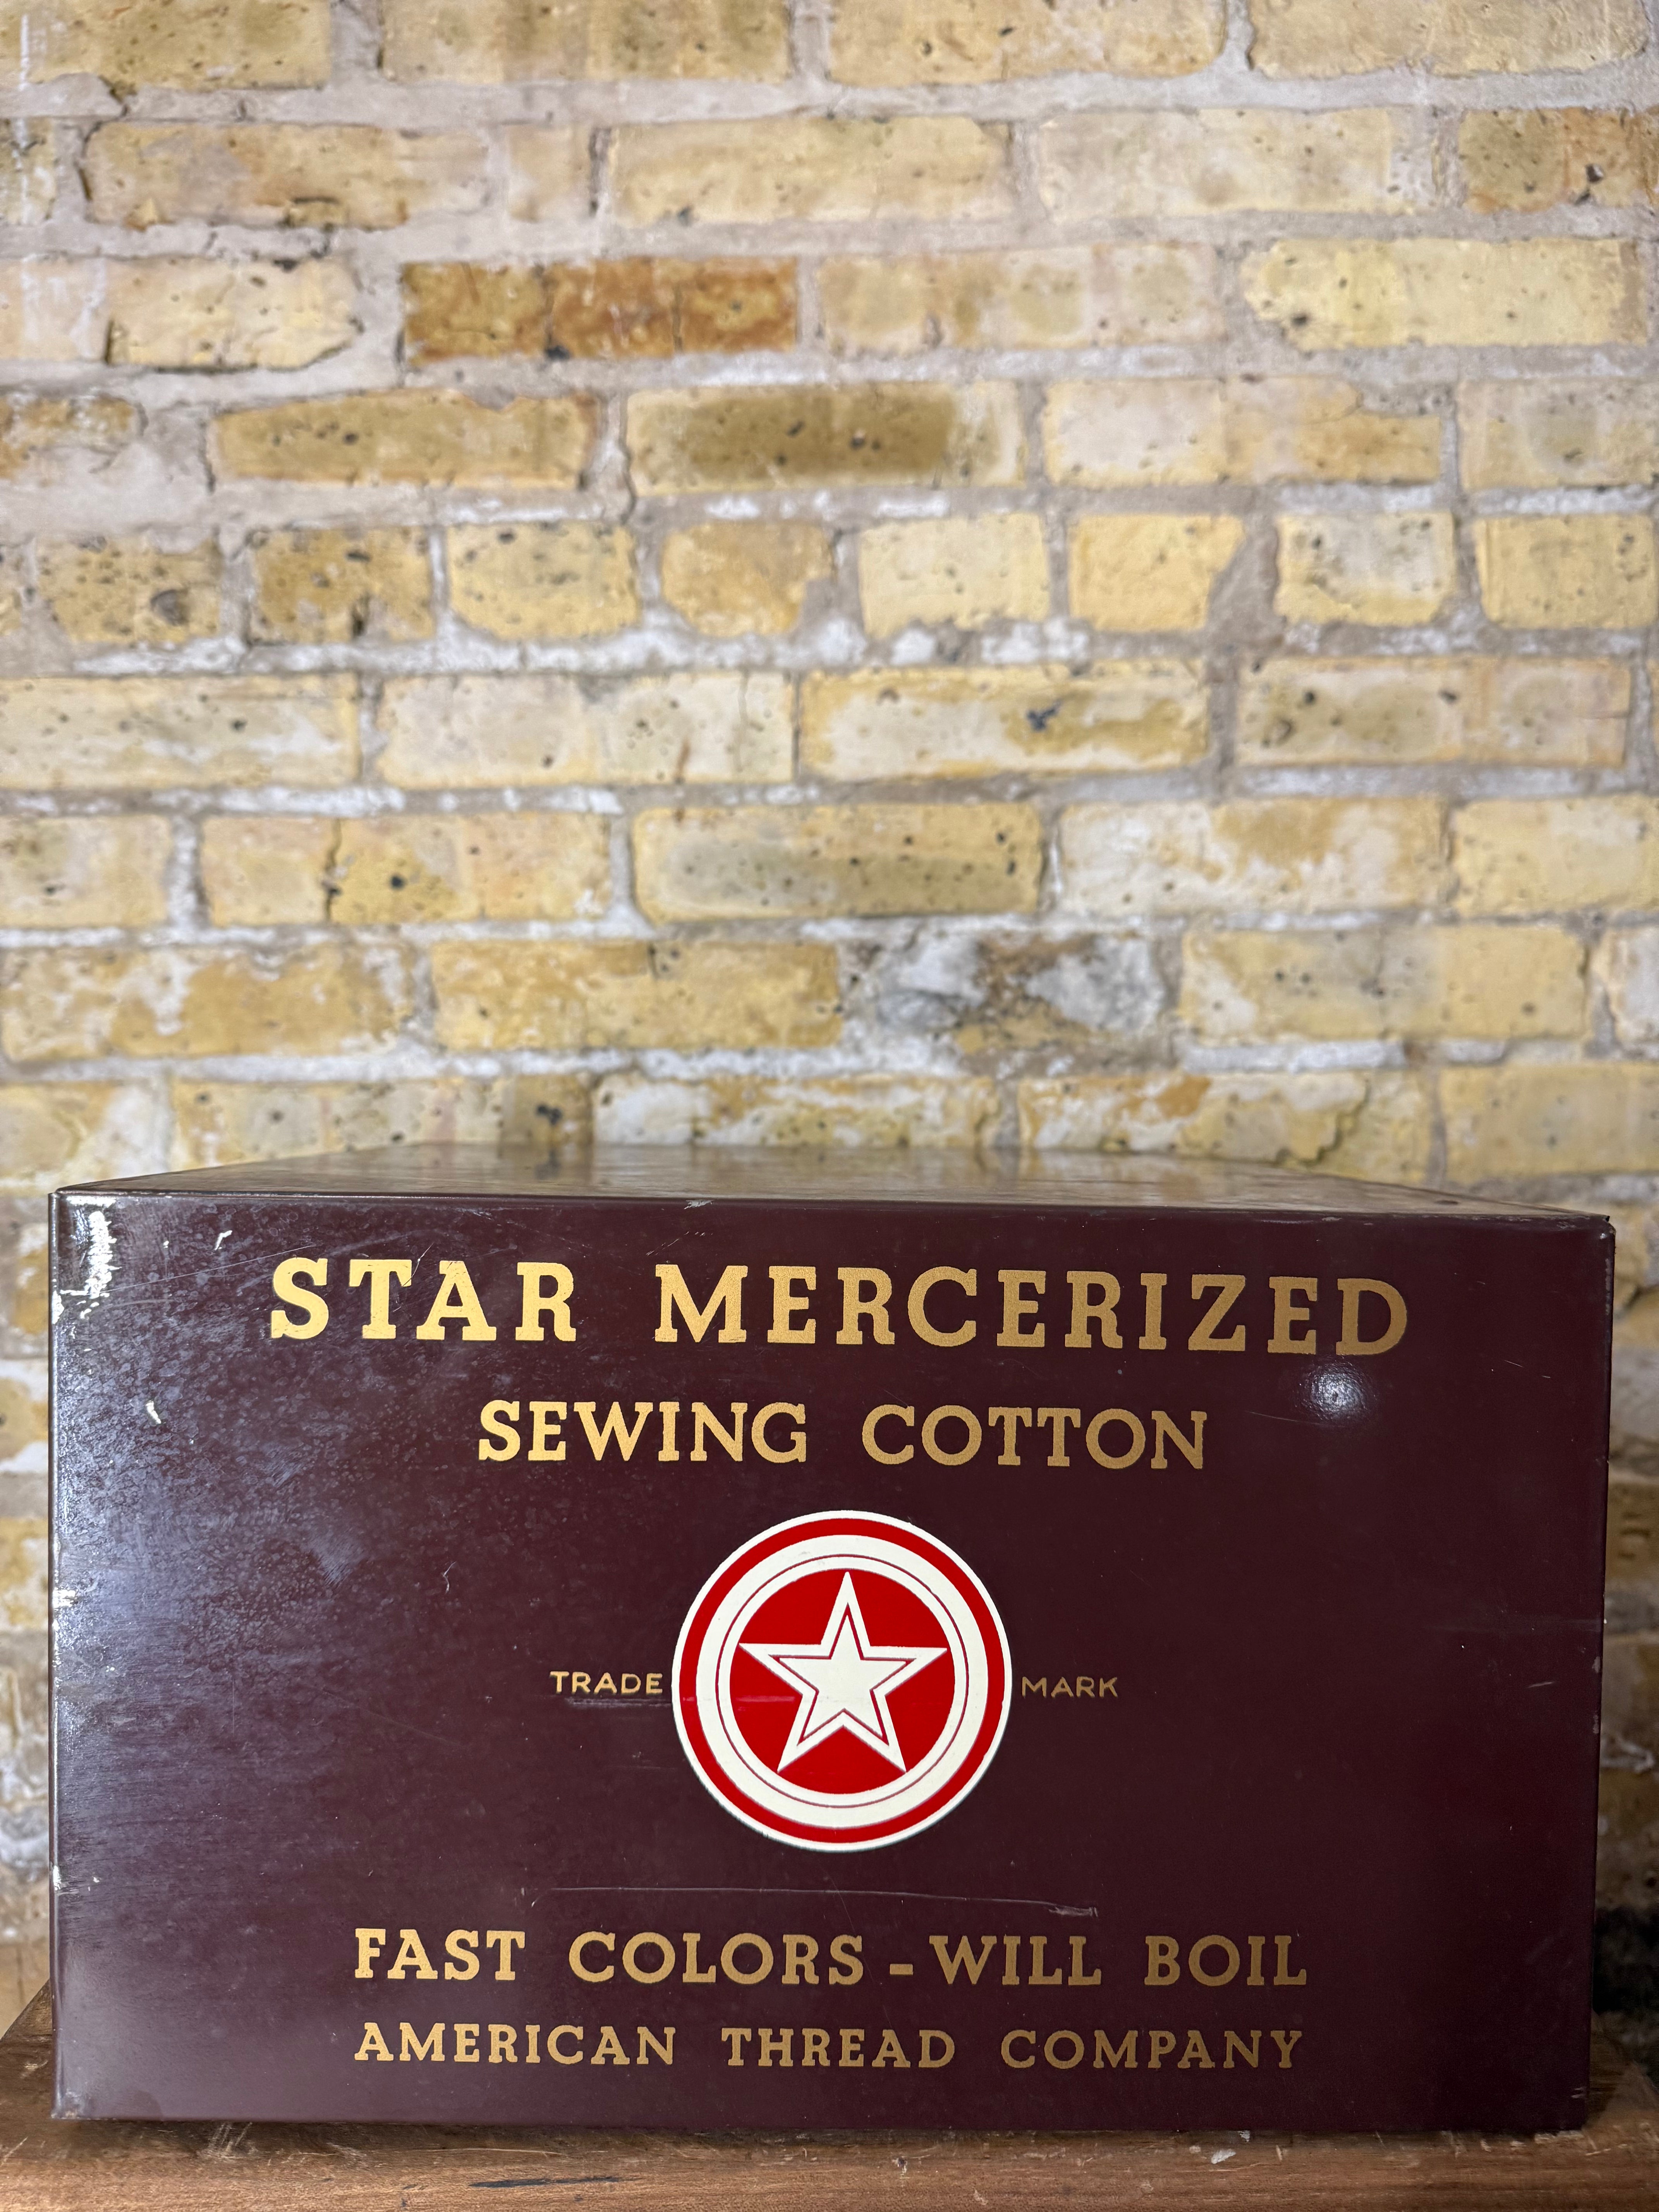 STAR MERCERIZED
SEWING COTTON
TRADE MARK
FAST COLORS - WILL BOIL
AMERICAN THREAD COMPANY